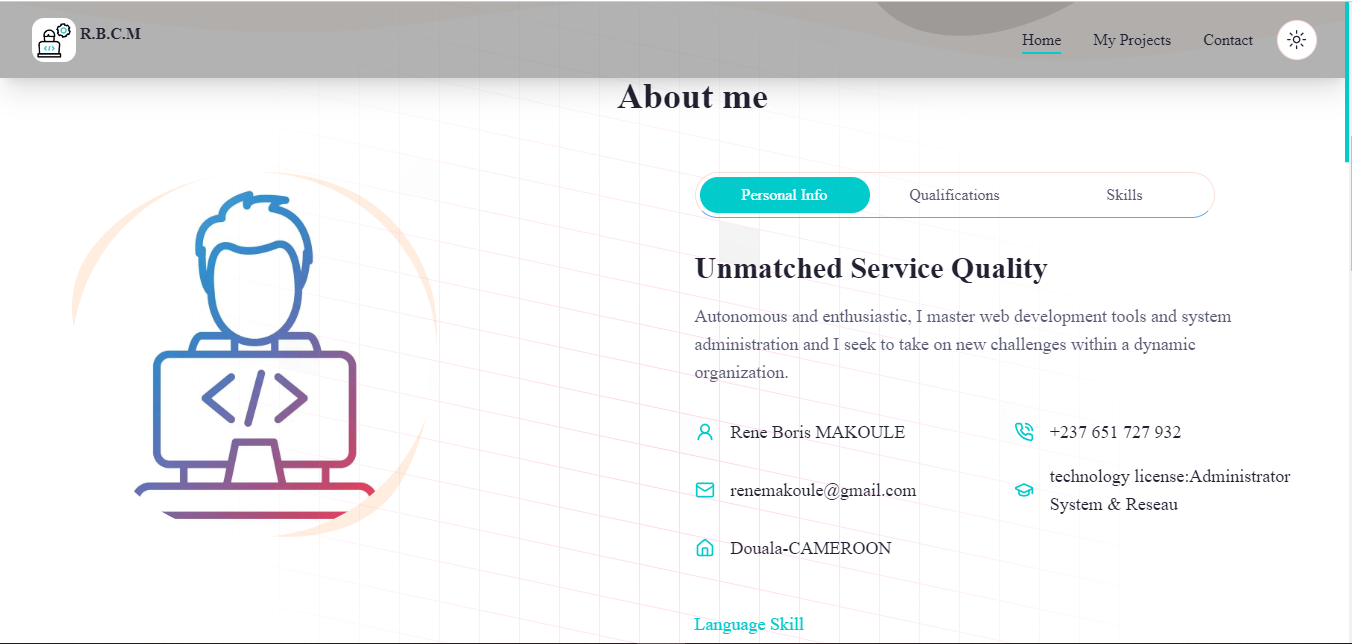 R.B.C.M
Home
My Projects
Contact
About me
Personal Info
Qualifications
Skills
Unmatched Service Quality
Autonomous and enthusiastic, I master web development tools and system
administration and I seek to take on new challenges within a dynamic
organization.
Rene Boris MAKOULE
+237 651 727 932
renemakoule@gmail.com
technology license:Administrator
System & Reseau
Douala-CAMEROON
Language Skill